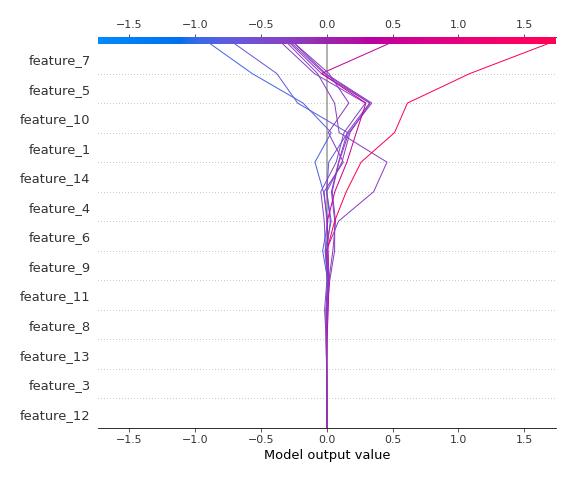 −1.5 −1.0 −0.5 0.0 0.5 1.0 1.5
feature_7
feature_5
feature_10
feature_1
feature_14
feature_4
feature_6
feature_9
feature_11
feature_8
feature_13
feature_3
feature_12
−1.5 −1.0 −0.5 0.0 0.5 1.0 1.5
Model output value